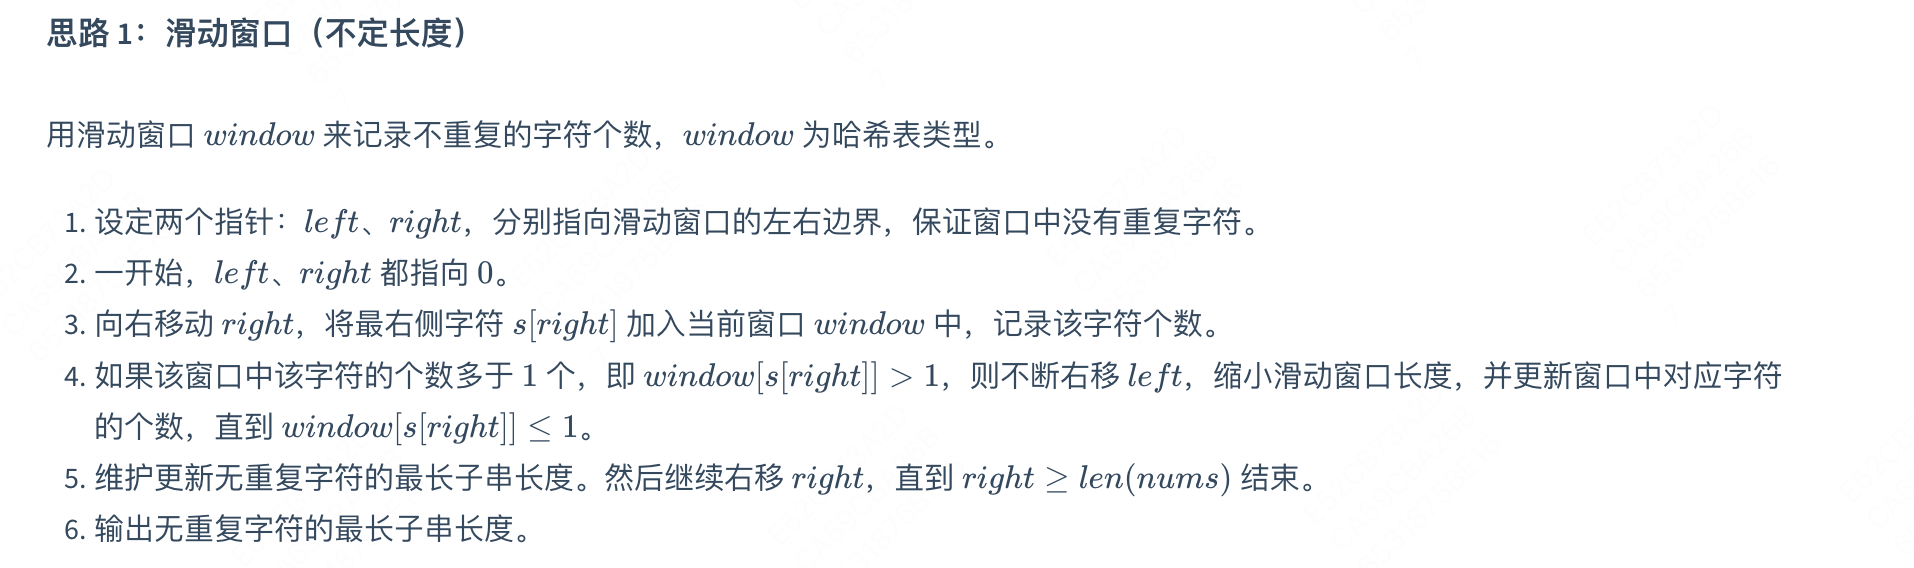 思路 1：滑动窗口（不定长度）
用滑动窗口 window 来记录不重复的字符个数，window 为哈希表类型。
1. 设定两个指针：left、right，分别指向滑动窗口的左右边界，保证窗口中没有重复字符。
2. 一开始，left、right 都指向 0。
3. 向右移动 right，将最右侧字符 s[right] 加入当前窗口 window 中，记录该字符个数。
4. 如果该窗口中该字符的个数多于 1 个，即 window[s[right]] > 1，则不断右移 left，缩小滑动窗口长度，并更新窗口中对应字符
的个数，直到 window[s[right]] ≤ 1。
5. 维护更新无重复字符的最长子串长度。然后继续右移 right，直到 right ≥ len(nums) 结束。
6. 输出无重复字符的最长子串长度。